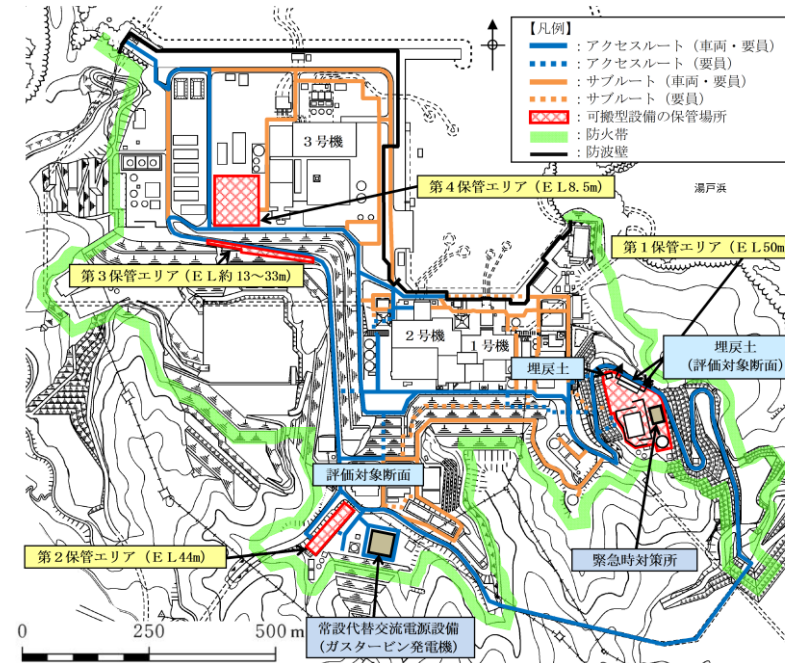 【凡例】
：アクセスルート（車両・要員）
：アクセスルート（要員）
：サブルート（車両・要員）
：サブルート（要員）
：可搬型設備の保管場所
：防火帯
：防波壁
３号機
湯戸浜
第４保管エリア（ＥＬ8.5m）
第１保管エリア（ＥＬ50m
第３保管エリア（ＥＬ約13～33m）
２号機
１号機
埋戻土
埋戻土
(評価対象断面)
評価対象断面
第２保管エリア（ＥＬ44m）
緊急時対策所
常設代替交流電源設備
(ガスタービン発電機)
0 250 500 m